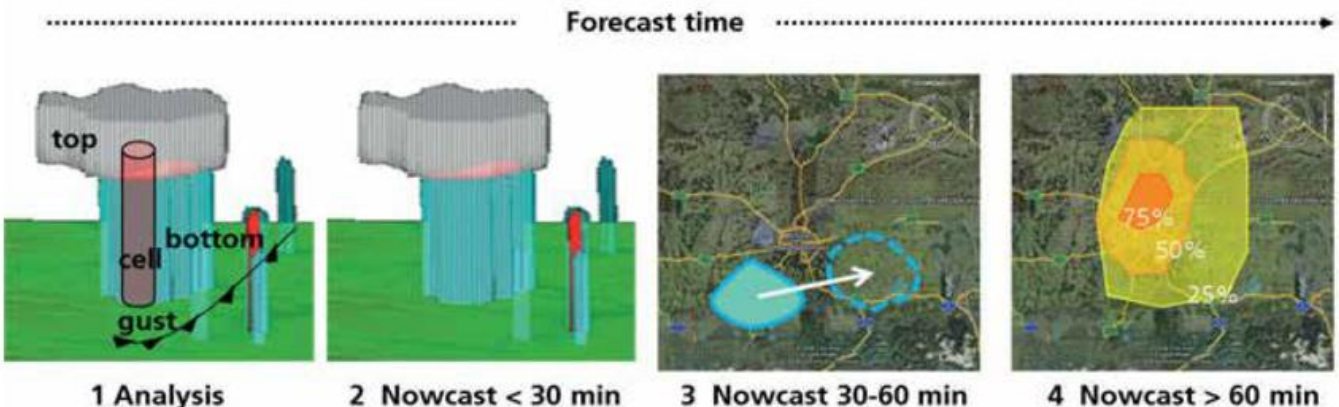 Forecast time
top
bottom
cell
gust
75%
50%
25%
1 Analysis
2 Nowcast < 30 min
3 Nowcast 30-60 min
4 Nowcast > 60 min